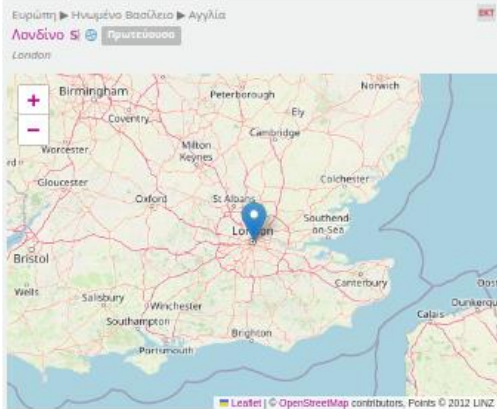 Ευρώπη ▶ Ηνωμένο Βασίλειο ▶ Αγγλία
ΕΚΤ
Λονδίνο S Πρωτεύουσα
London
+
−
Birmingham
Peterborough
Norwich
Coventry
Ely
Worcester
Cambridge
Milton
Keynes
Gloucester
Colchester
Oxford
St Albans
London
Southend-
on-Sea
Bristol
Canterbury
Wells
Salisbury
Winchester
Dunkerqu
Calais
Southampton
Brighton
Portsmouth
Leaflet | © OpenStreetMap contributors, Points © 2012 LINZ